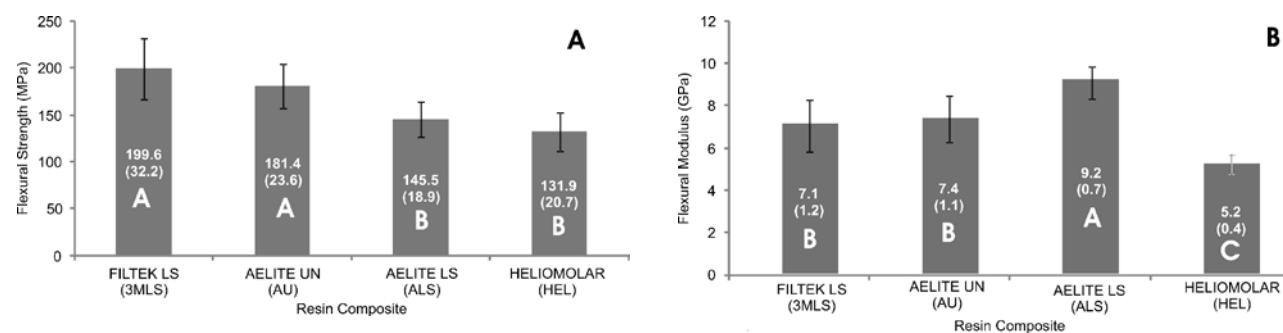 A
Flexural Strength (MPa)
250
200
150
100
50
0
199.6
(32.2)
A
181.4
(23.6)
A
145.5
(18.9)
B
131.9
(20.7)
B
FILTEK LS
(3MLS)
AELITE UN
(AU)
AELITE LS
(ALS)
HELIOMOLAR
(HEL)
Resin Composite
B
Flexural Modulus (GPa)
12
10
8
6
4
2
0
7.1
(1.2)
B
7.4
(1.1)
B
9.2
(0.7)
A
5.2
(0.4)
C
FILTEK LS
(3MLS)
AELITE UN
(AU)
AELITE LS
(ALS)
HELIOMOLAR
(HEL)
Resin Composite